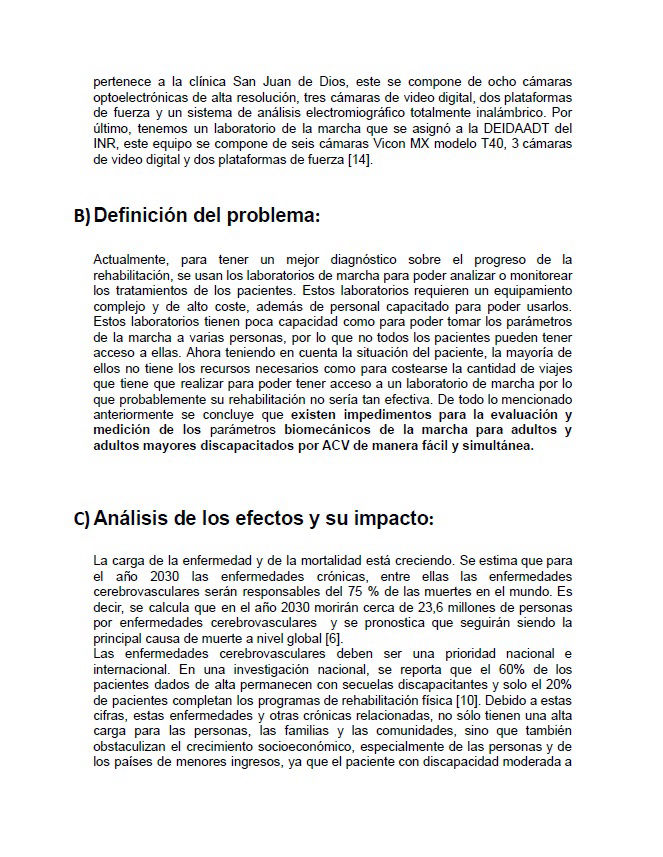 pertenece a la clínica San Juan de Dios, este se compone de ocho cámaras
optoelectrónicas de alta resolución, tres cámaras de video digital, dos plataformas
de fuerza y un sistema de análisis electromiográfico totalmente inalámbrico. Por
último, tenemos un laboratorio de la marcha que se asignó a la DEIDAADT del
INR, este equipo se compone de seis cámaras Vicon MX modelo T40, 3 cámaras
de video digital y dos plataformas de fuerza [14].
B) Definición del problema:
Actualmente, para tener un mejor diagnóstico sobre el progreso de la
rehabilitación, se usan los laboratorios de marcha para poder analizar o monitorear
los tratamientos de los pacientes. Estos laboratorios requieren un equipamiento
complejo y de alto coste, además de personal capacitado para poder usarlos.
Estos laboratorios tienen poca capacidad como para poder tomar los parámetros
de la marcha a varias personas, por lo que no todos los pacientes pueden tener
acceso a ellas. Ahora teniendo en cuenta la situación del paciente, la mayoría de
ellos no tiene los recursos necesarios como para costearse la cantidad de viajes
que tiene que realizar para poder tener acceso a un laboratorio de marcha por lo
que probablemente su rehabilitación no sería tan efectiva. De todo lo mencionado
anteriormente se concluye que existen impedimentos para la evaluación y
medición de los parámetros biomecánicos de la marcha para adultos y
adultos mayores discapacitados por ACV de manera fácil y simultánea.
C) Análisis de los efectos y su impacto:
La carga de la enfermedad y de la mortalidad está creciendo. Se estima que para
el año 2030 las enfermedades crónicas, entre ellas las enfermedades
cerebrovasculares serán responsables del 75 % de las muertes en el mundo. Es
decir, se calcula que en el año 2030 morirán cerca de 23,6 millones de personas
por enfermedades cerebrovasculares y se pronostica que seguirán siendo la
principal causa de muerte a nivel global [6].
Las enfermedades cerebrovasculares deben ser una prioridad nacional e
internacional. En una investigación nacional, se reporta que el 60% de los
pacientes dados de alta permanecen con secuelas discapacitantes y solo el 20%
de pacientes completan los programas de rehabilitación física [10]. Debido a estas
cifras, estas enfermedades y otras crónicas relacionadas, no sólo tienen una alta
carga para las personas, las familias y las comunidades, sino que también
obstaculizan el crecimiento socioeconómico, especialmente de las personas y de
los países de menores ingresos, ya que el paciente con discapacidad moderada a